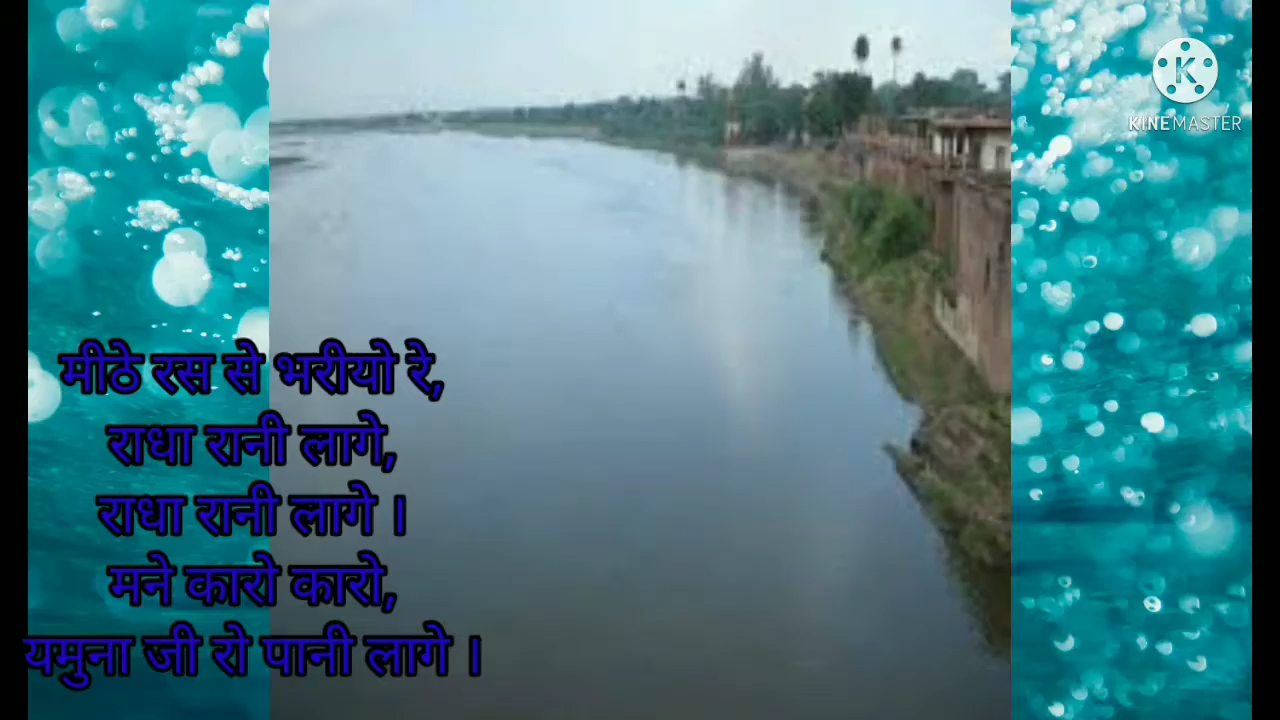 K
KINEMASTER
मीठे रस से भरीयो रे,
राधा रानी लागे,
राधा रानी लागे ।
मने कारो कारो,
यमुना जी रो पानी लागे ।